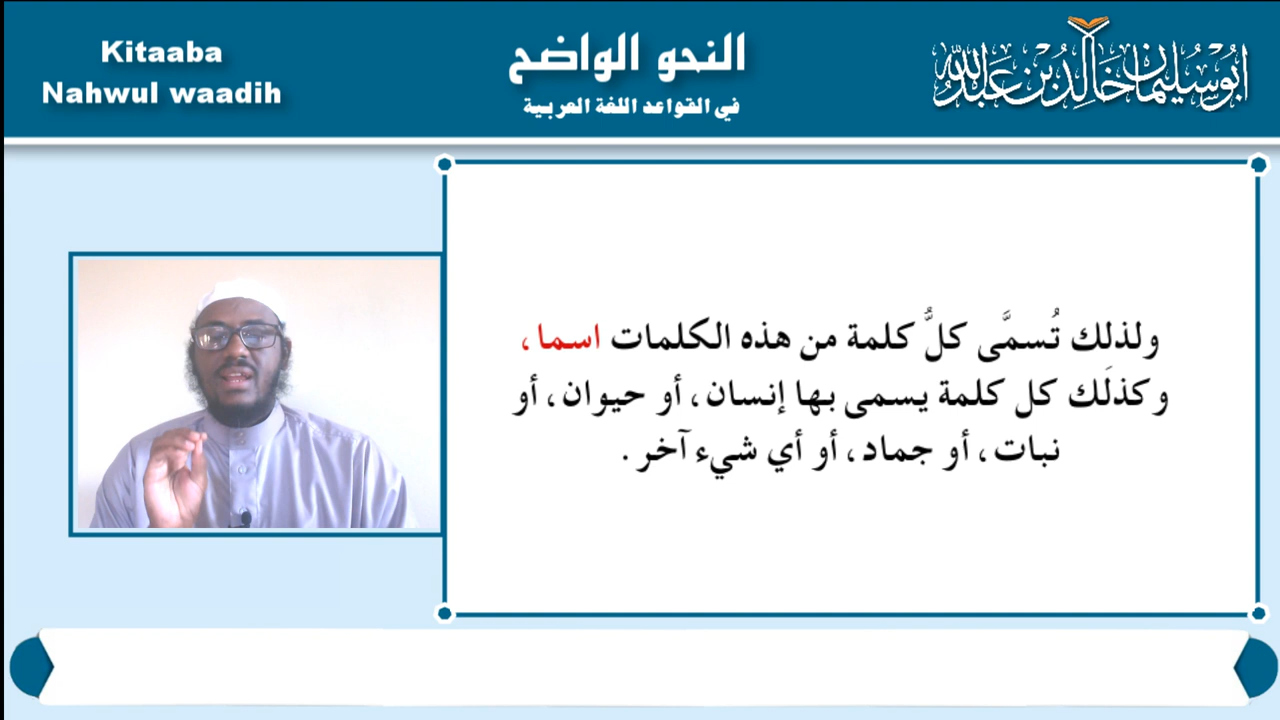 Kitaaba
Nahwul waadih
النحو الواضح
في القواعد اللغة العربية
أبو سليمان خالد بن عبد الله
ولذلك تُسمَّى كلُّ كلمة من هذه الكلمات اسما،
وكذلَك كل كلمة يسمى بها إنسان، أو حيوان، أو
نبات، أو جماد، أو أي شيء آخر.